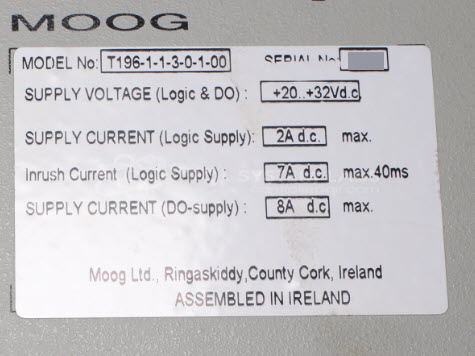 MOOG
MODEL No: T196-1-1-3-0-1-00 SERIAL No:
SUPPLY VOLTAGE (Logic & DO) : +20..+32Vd.c
SUPPLY CURRENT (Logic Supply): 2A d.c. max.
Inrush Current (Logic Supply) : 7A d.c. max.40ms
SUPPLY CURRENT (DO-supply) : 8A d.c max.
Moog Ltd., Ringaskiddy,County Cork, Ireland
ASSEMBLED IN IRELAND